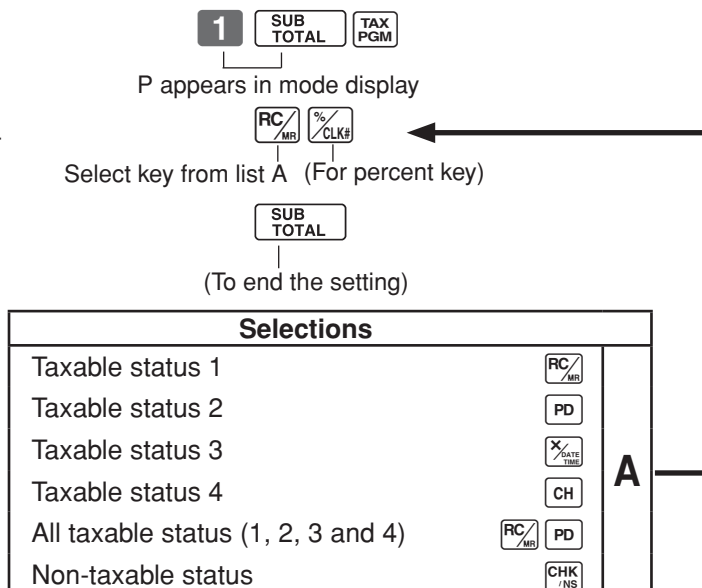 1 SUB TOTAL TAX PGM
P appears in mode display
RC/MR %/CLK#
Select key from list A (For percent key)
SUB TOTAL
(To end the setting)
Selections
Taxable status 1 RC/MR
Taxable status 2 PD
Taxable status 3 ×/DATE TIME
Taxable status 4 CH
All taxable status (1, 2, 3 and 4) RC/MR PD
Non-taxable status CHK/NS
A